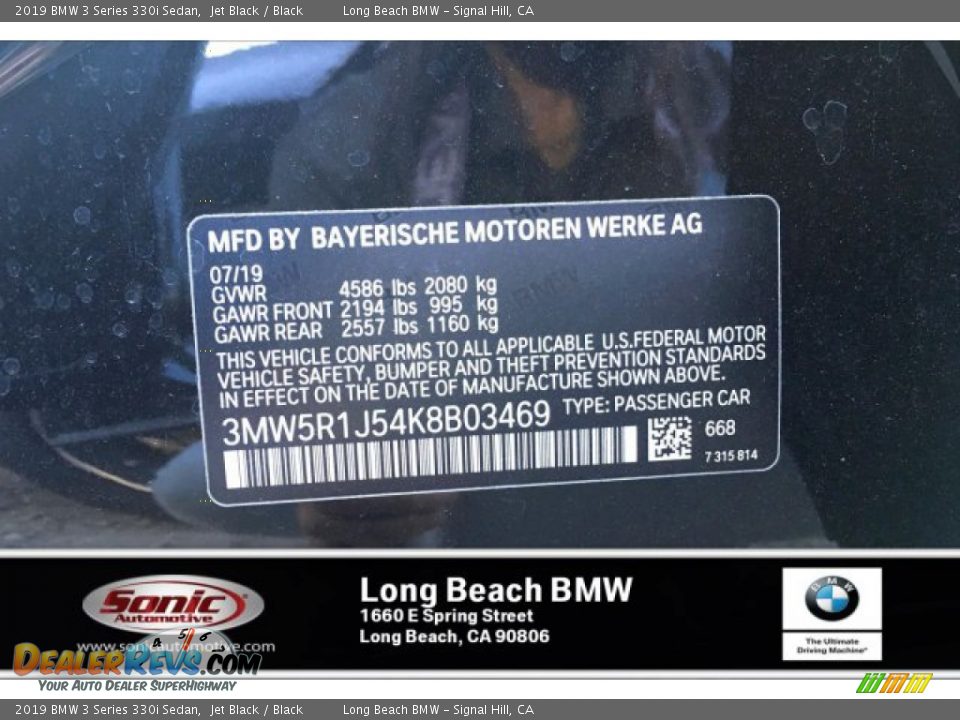 2019 BMW 3 Series 330i Sedan, Jet Black / Black Long Beach BMW - Signal Hill, CA
MFD BY BAYERISCHE MOTOREN WERKE AG
07/19
GVWR 4586 lbs 2080 kg
GAWR FRONT 2194 lbs 995 kg
GAWR REAR 2557 lbs 1160 kg
THIS VEHICLE CONFORMS TO ALL APPLICABLE U.S.FEDERAL MOTOR
VEHICLE SAFETY, BUMPER AND THEFT PREVENTION STANDARDS
IN EFFECT ON THE DATE OF MANUFACTURE SHOWN ABOVE.
3MW5R1J54K8B03469 TYPE: PASSENGER CAR
668
7 315 814
Sonic
Automotive
www.sonicautomotive.com
Long Beach BMW
1660 E Spring Street
Long Beach, CA 90806
BMW
The Ultimate
Driving Machine®
4 5 6
DEALERREVS.COM
YOUR AUTO DEALER SUPERHIGHWAY
2019 BMW 3 Series 330i Sedan, Jet Black / Black Long Beach BMW - Signal Hill, CA